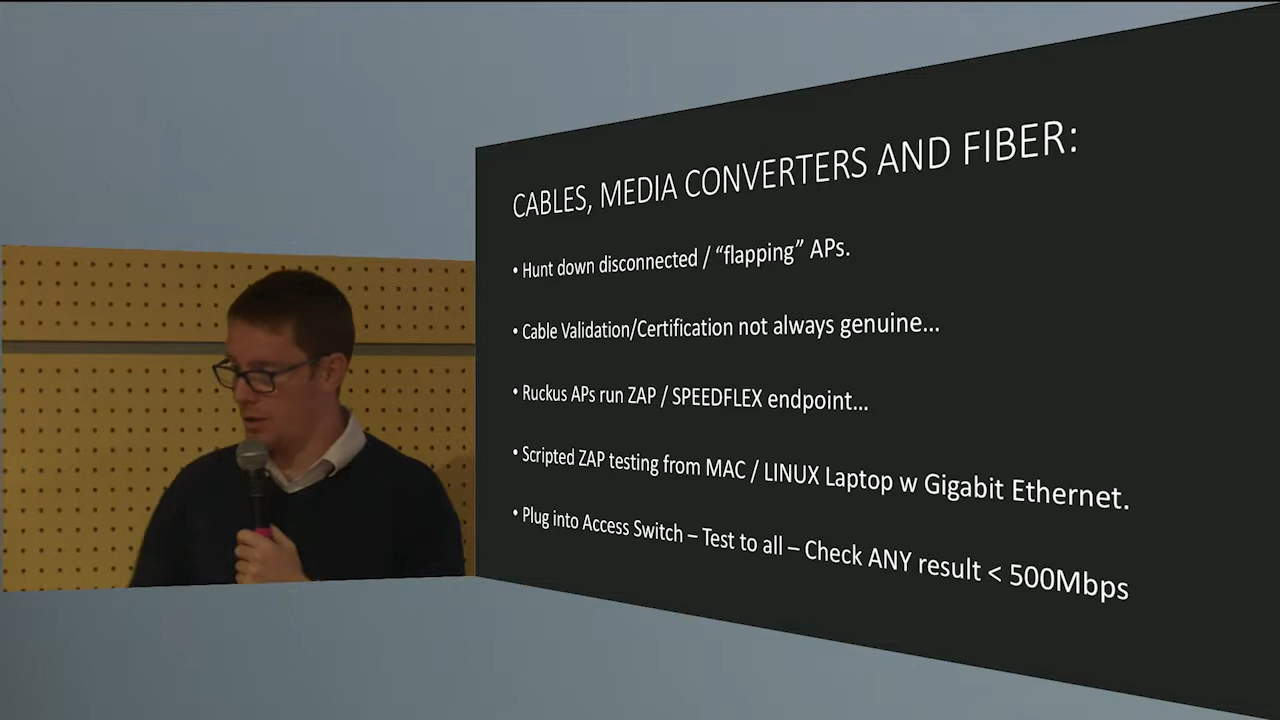 CABLES, MEDIA CONVERTERS AND FIBER:
• Hunt down disconnected / “flapping” APs.
• Cable Validation/Certification not always genuine...
• Ruckus APs run ZAP / SPEEDFLEX endpoint...
• Scripted ZAP testing from MAC / LINUX Laptop w Gigabit Ethernet.
• Plug into Access Switch – Test to all – Check ANY result < 500Mbps